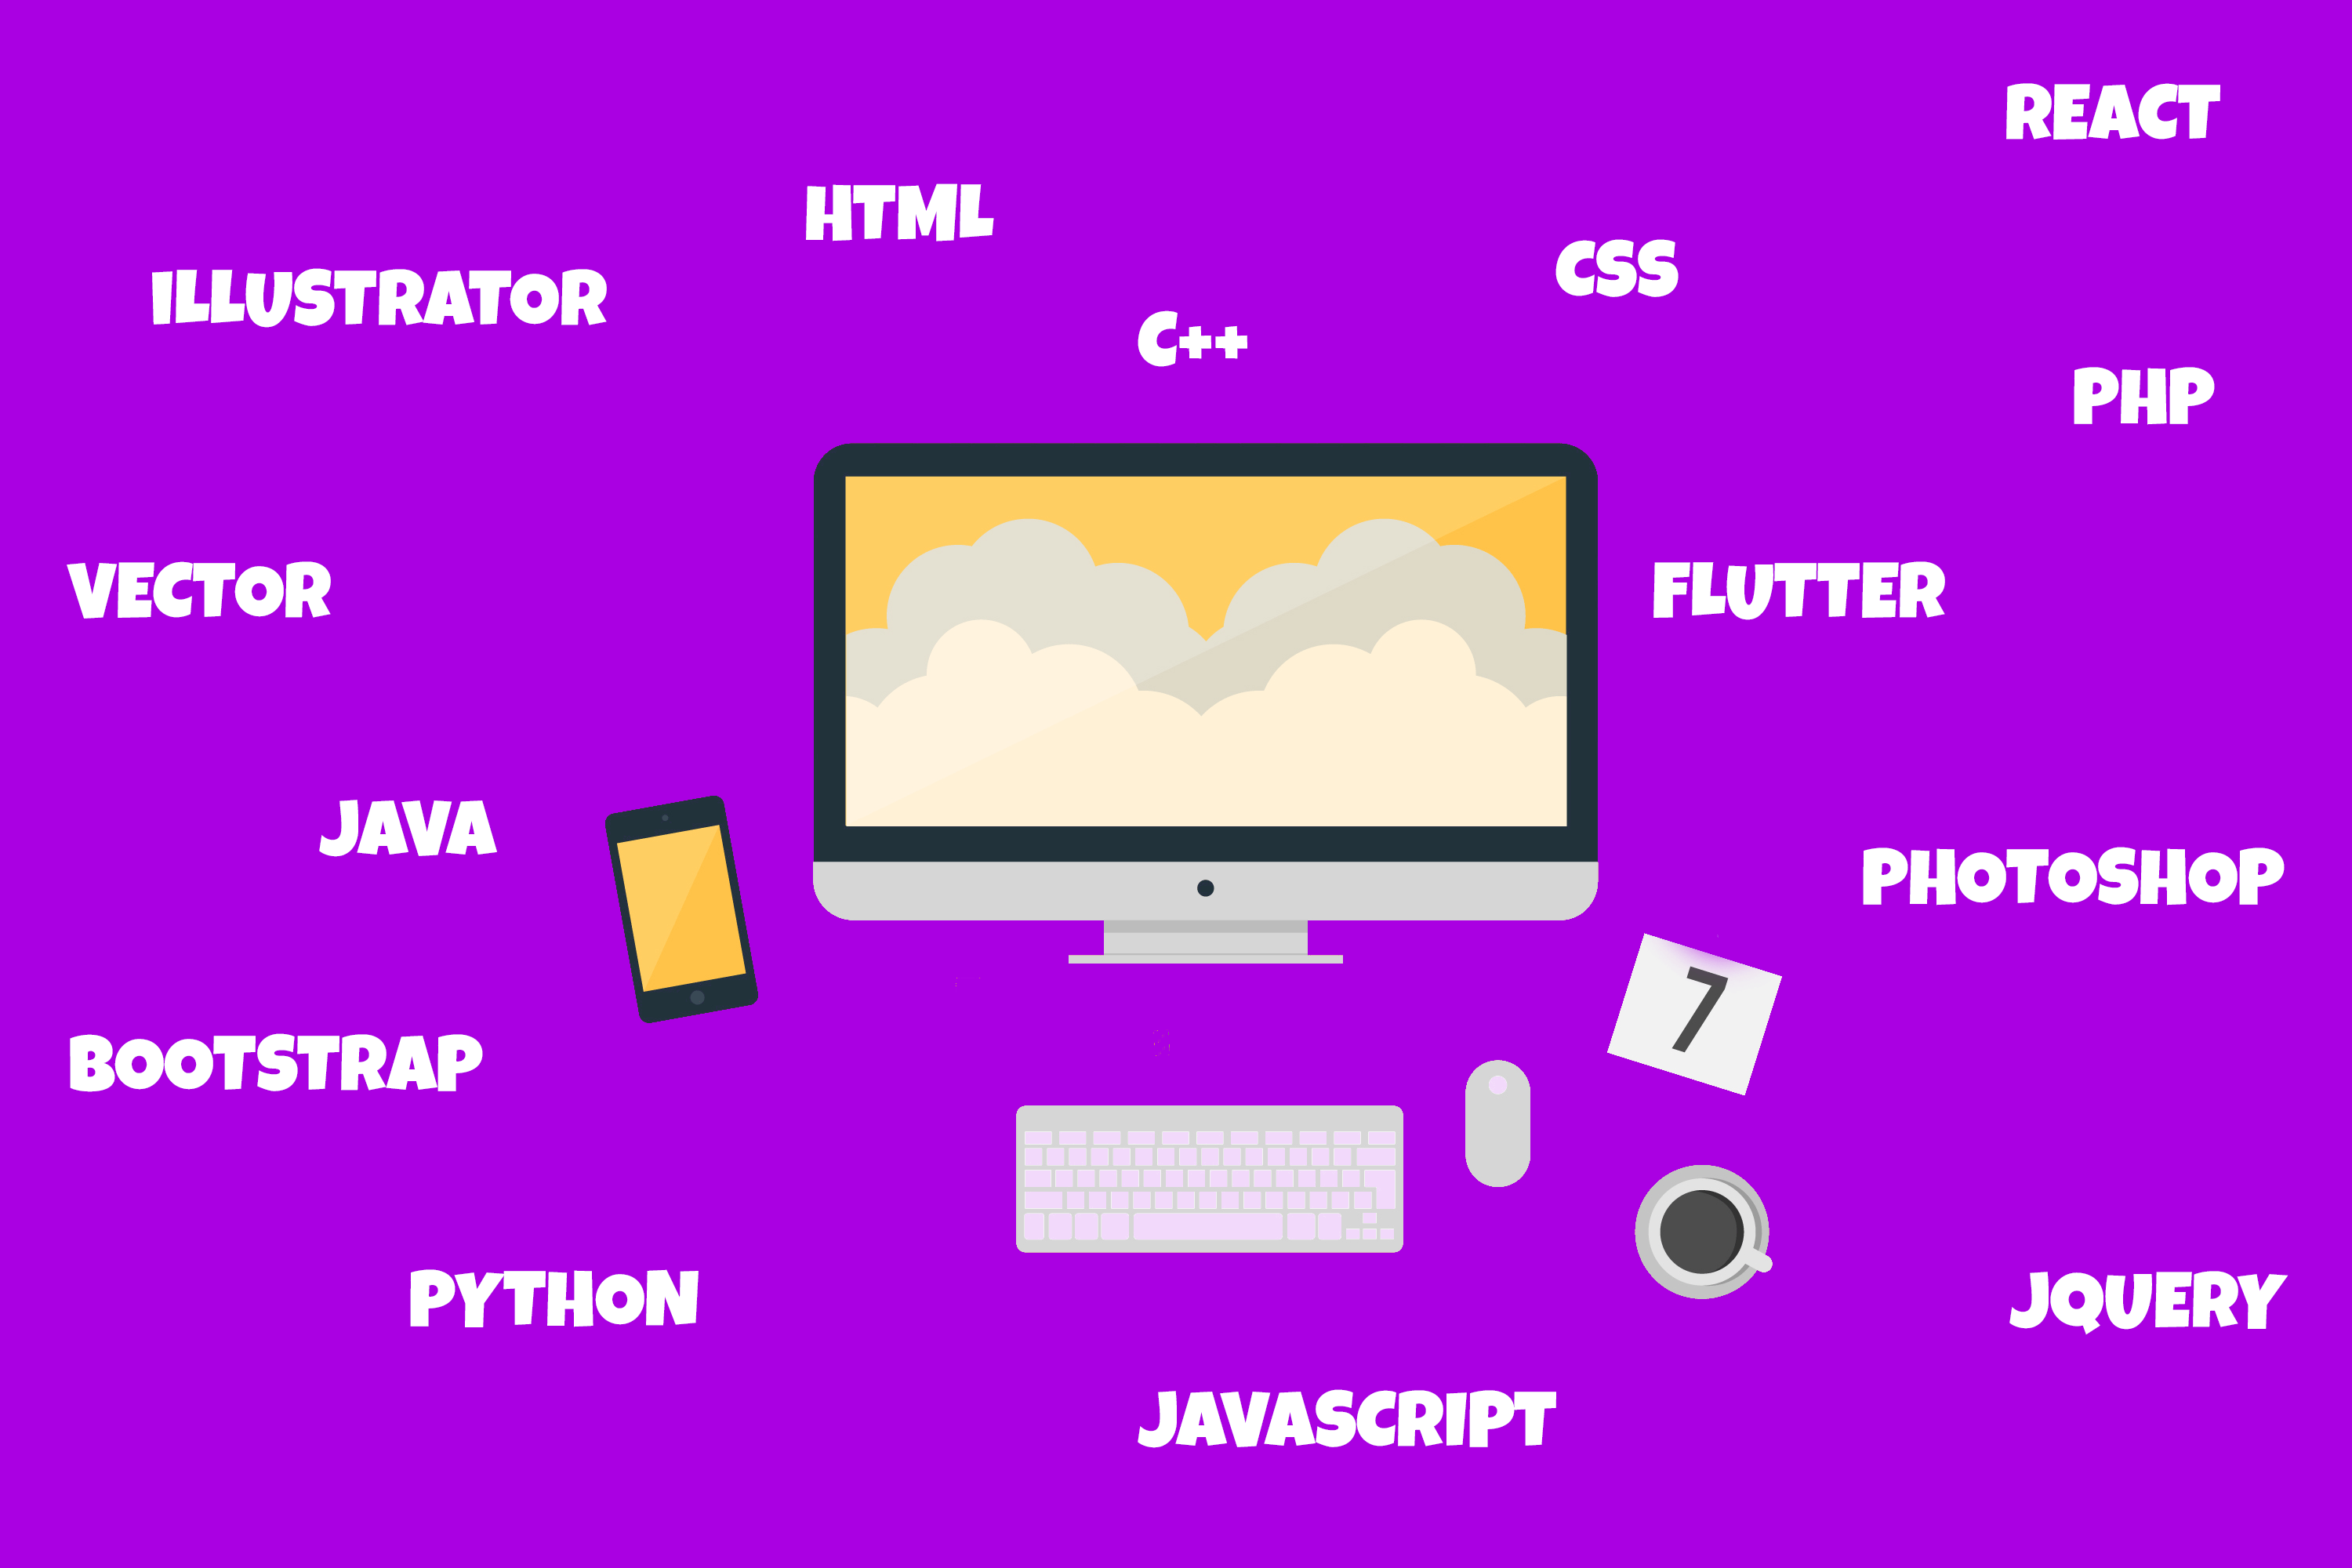 REACT
HTML
CSS
ILLUSTRATOR
C++
PHP
VECTOR
FLUTTER
JAVA
PHOTOSHOP
7
BOOTSTRAP
PYTHON
JQUERY
JAVASCRIPT